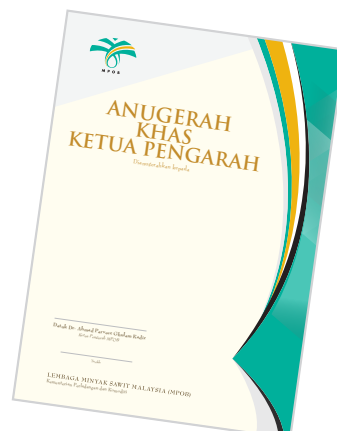 MPOB
ANUGERAH
KHAS
KETUA PENGARAH
Dianugerahkan kepada
Datuk Dr. Ahmad Parveez Ghulam Kadir
Ketua Pengarah MPOB
Tarikh
LEMBAGA MINYAK SAWIT MALAYSIA (MPOB)
Kementerian Perladangan dan Komoditi